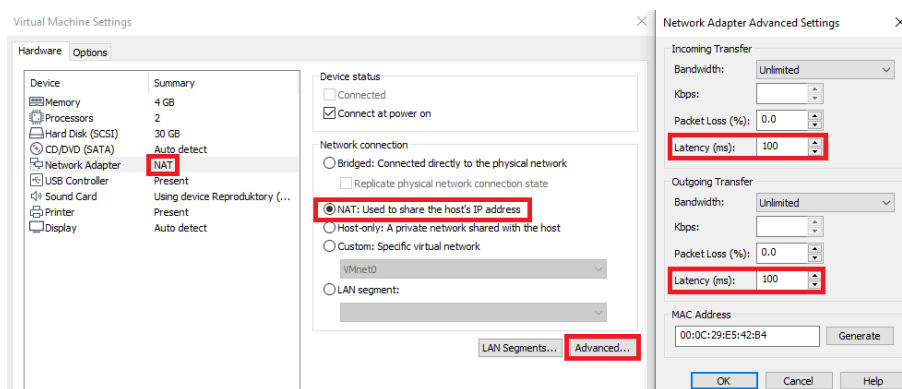 Virtual Machine Settings
Hardware Options
Device Summary
Memory 4 GB
Processors 2
Hard Disk (SCSI) 30 GB
CD/DVD (SATA) Auto detect
Network Adapter NAT
USB Controller Present
Sound Card Using device Reproduktory (...
Printer Present
Display Auto detect
Device status
Connected
Connect at power on
Network connection
Bridged: Connected directly to the physical network
Replicate physical network connection state
NAT: Used to share the host's IP address
Host-only: A private network shared with the host
Custom: Specific virtual network
VMnet0
LAN segment:
LAN Segments... Advanced...
Network Adapter Advanced Settings
Incoming Transfer
Bandwidth: Unlimited
Kbps:
Packet Loss (%): 0.0
Latency (ms): 100
Outgoing Transfer
Bandwidth: Unlimited
Kbps:
Packet Loss (%): 0.0
Latency (ms): 100
MAC Address
00:0C:29:E5:42:B4 Generate
OK Cancel Help